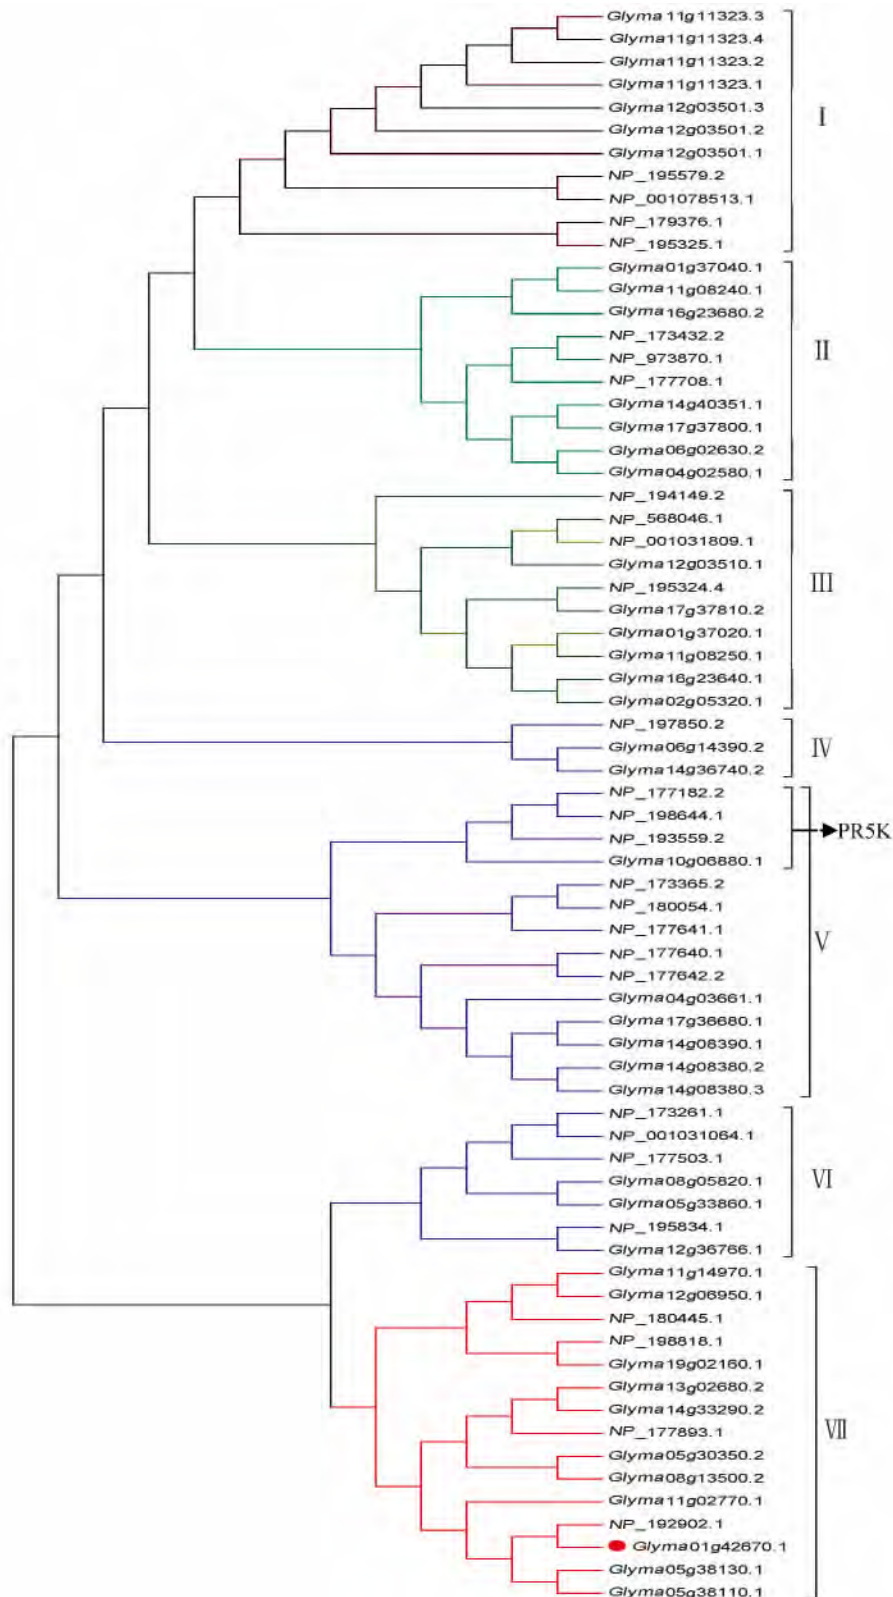 Glyma11g11323.3
Glyma11g11323.4
Glyma11g11323.2
Glyma11g11323.1
Glyma12g03501.3
I
Glyma12g03501.2
Glyma12g03501.1
NP_195579.2
NP_001078513.1
NP_179376.1
NP_195325.1
Glyma01g37040.1
Glyma11g08240.1
Glyma16g23680.2
NP_173432.2
II
NP_973870.1
NP_177708.1
Glyma14g40351.1
Glyma17g37800.1
Glyma06g02630.2
Glyma04g02580.1
NP_194149.2
NP_568046.1
NP_001031809.1
Glyma12g03510.1
III
NP_195324.4
Glyma17g37810.2
Glyma01g37020.1
Glyma11g08250.1
Glyma16g23640.1
Glyma02g05320.1
NP_197850.2
Glyma06g14390.2
IV
Glyma14g36740.2
NP_177182.2
NP_198644.1
PR5K
NP_193559.2
Glyma10g06880.1
NP_173365.2
NP_180054.1
NP_177641.1
V
NP_177640.1
NP_177642.2
Glyma04g03661.1
Glyma17g36680.1
Glyma14g08390.1
Glyma14g08380.2
Glyma14g08380.3
NP_173261.1
NP_001031064.1
NP_177503.1
VI
Glyma08g05820.1
Glyma05g33860.1
NP_195834.1
Glyma12g36766.1
Glyma11g14970.1
Glyma12g06950.1
NP_180445.1
NP_198818.1
Glyma19g02160.1
Glyma13g02680.2
Glyma14g33290.2
VII
NP_177893.1
Glyma05g30350.2
Glyma08g13500.2
Glyma11g02770.1
NP_192902.1
Glyma01g42670.1
Glyma05g38130.1
Glyma05g38110.1